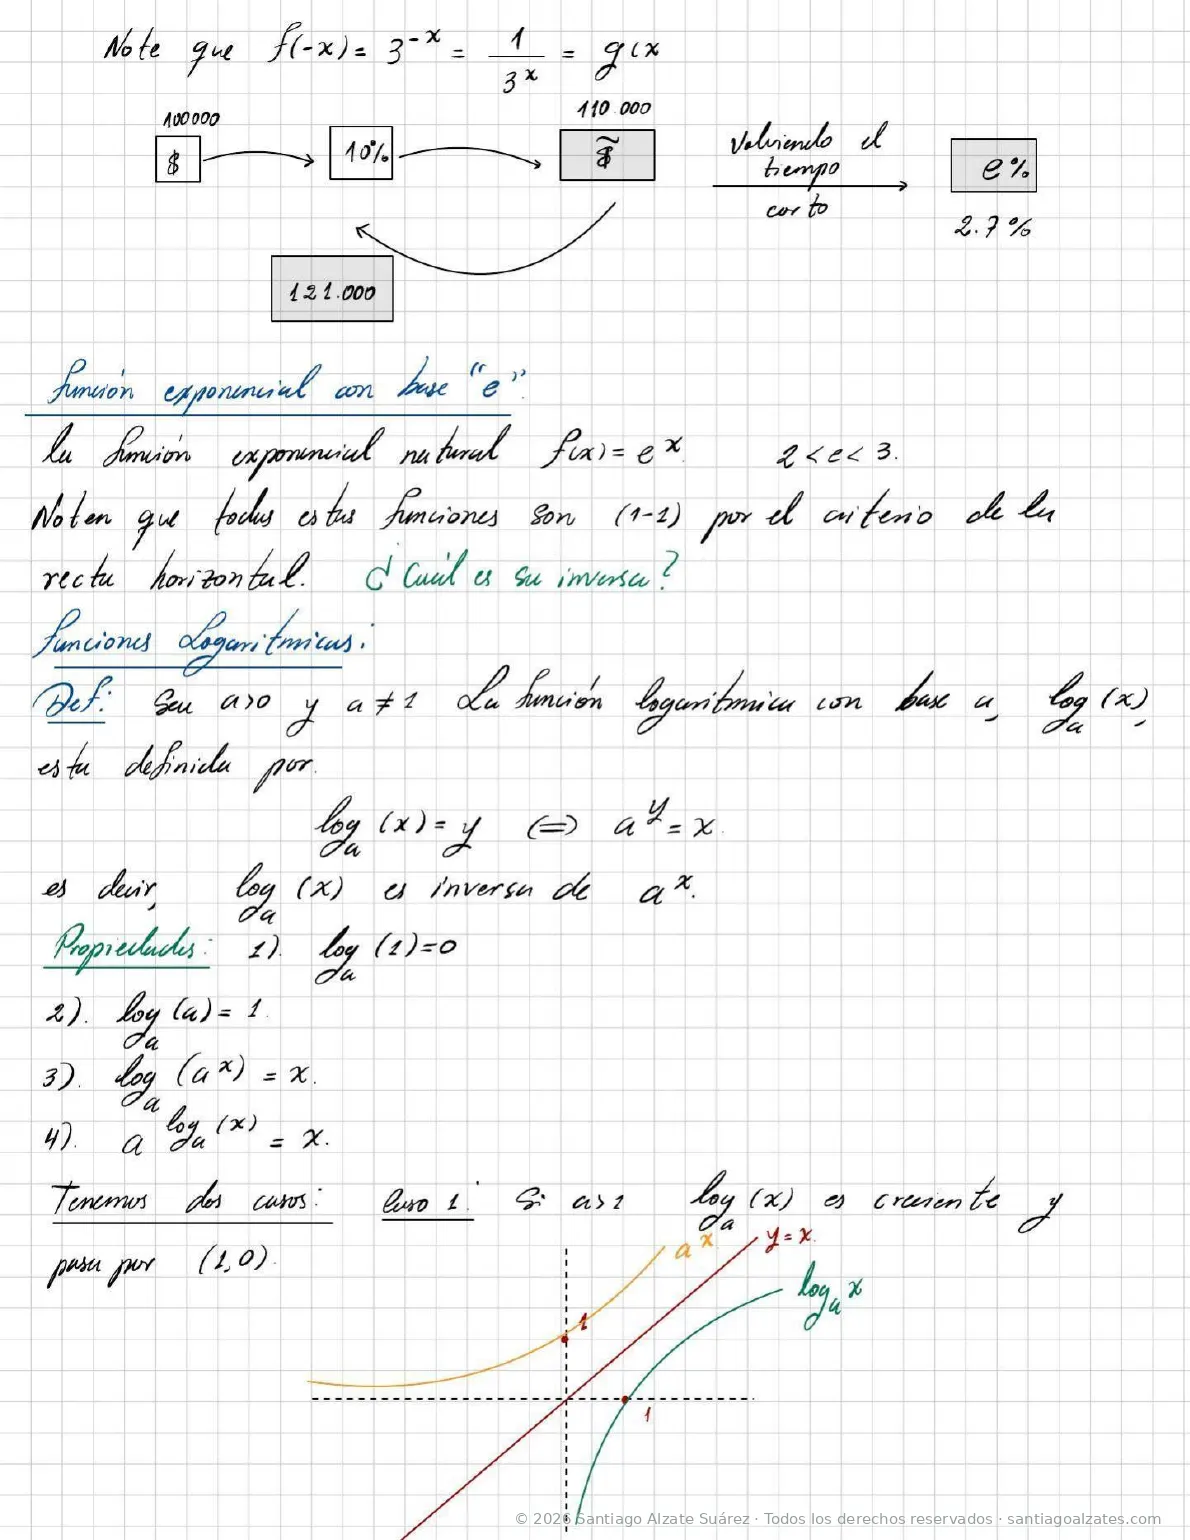 Note que f(-x) = 3^{-x} = 1/3^x = g(x
100000
110.000
$ 10% $̃
Volviendo el
tiempo
corto
e%
2.7%
121.000
Función exponencial con base "e".
La función exponencial natural f(x) = e^x. 2 < e < 3.
Noten que todas estas funciones son (1-1) por el criterio de la
recta horizontal. ¿Cuál es su inversa?
Funciones Logaritmicas:
Def: Sea a>0 y a≠1 La función logaritmica con base a, log_a (x),
esta definida por.
log_a (x) = y ⟺ a^y = x.
es decir, log_a (x) es inversa de a^x.
Propiedades: 1). log_a (1) = 0
2). log_a (a) = 1.
3). log_a (a^x) = x.
4). a^{log_a (x)} = x.
Tenemos dos casos: Caso 1: Si a>1 log_a (x) es creciente y
pasa por (1,0).
a^x. y = x.
log_a x
1
1
© 2026 Santiago Alzate Suárez · Todos los derechos reservados · santiagoalzates.com